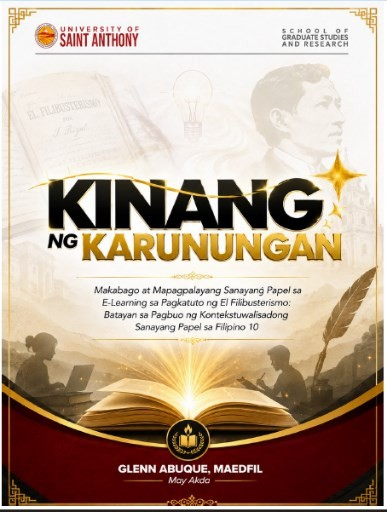 UNIVERSITY OF
SAINT ANTHONY
SCHOOL OF
GRADUATE STUDIES
AND RESEARCH
EL FILIBUSTERISMO
KINANG
NG KARUNUNGAN
Makabago at Mapagpalayang Sanayang Papel sa
E-Learning sa Pagkatuto ng El Filibusterismo:
Batayan sa Pagbuo ng Kontekstuwalisadong
Sanayang Papel sa Filipino 10
GLENN ABUQUE, MAEDFIL
May Akda